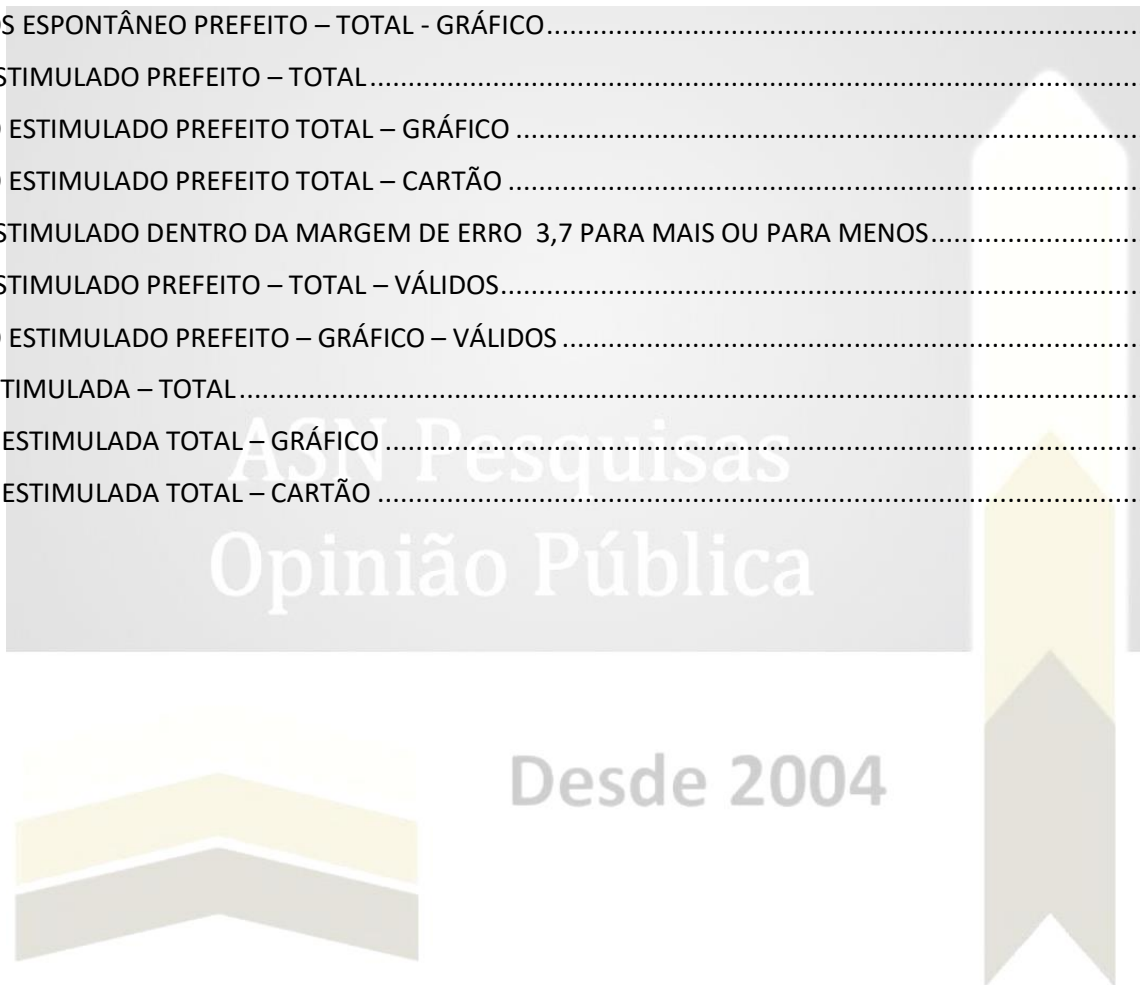 S ESPONTÂNEO PREFEITO – TOTAL - GRÁFICO
STIMULADO PREFEITO – TOTAL
ESTIMULADO PREFEITO TOTAL – GRÁFICO
ESTIMULADO PREFEITO TOTAL – CARTÃO
STIMULADO DENTRO DA MARGEM DE ERRO 3,7 PARA MAIS OU PARA MENOS
STIMULADO PREFEITO – TOTAL – VÁLIDOS
ESTIMULADO PREFEITO – GRÁFICO – VÁLIDOS
TIMULADA – TOTAL
ESTIMULADA TOTAL – GRÁFICO
ASN Pesquisas
ESTIMULADA TOTAL – CARTÃO
Opinião Pública
Desde 2004